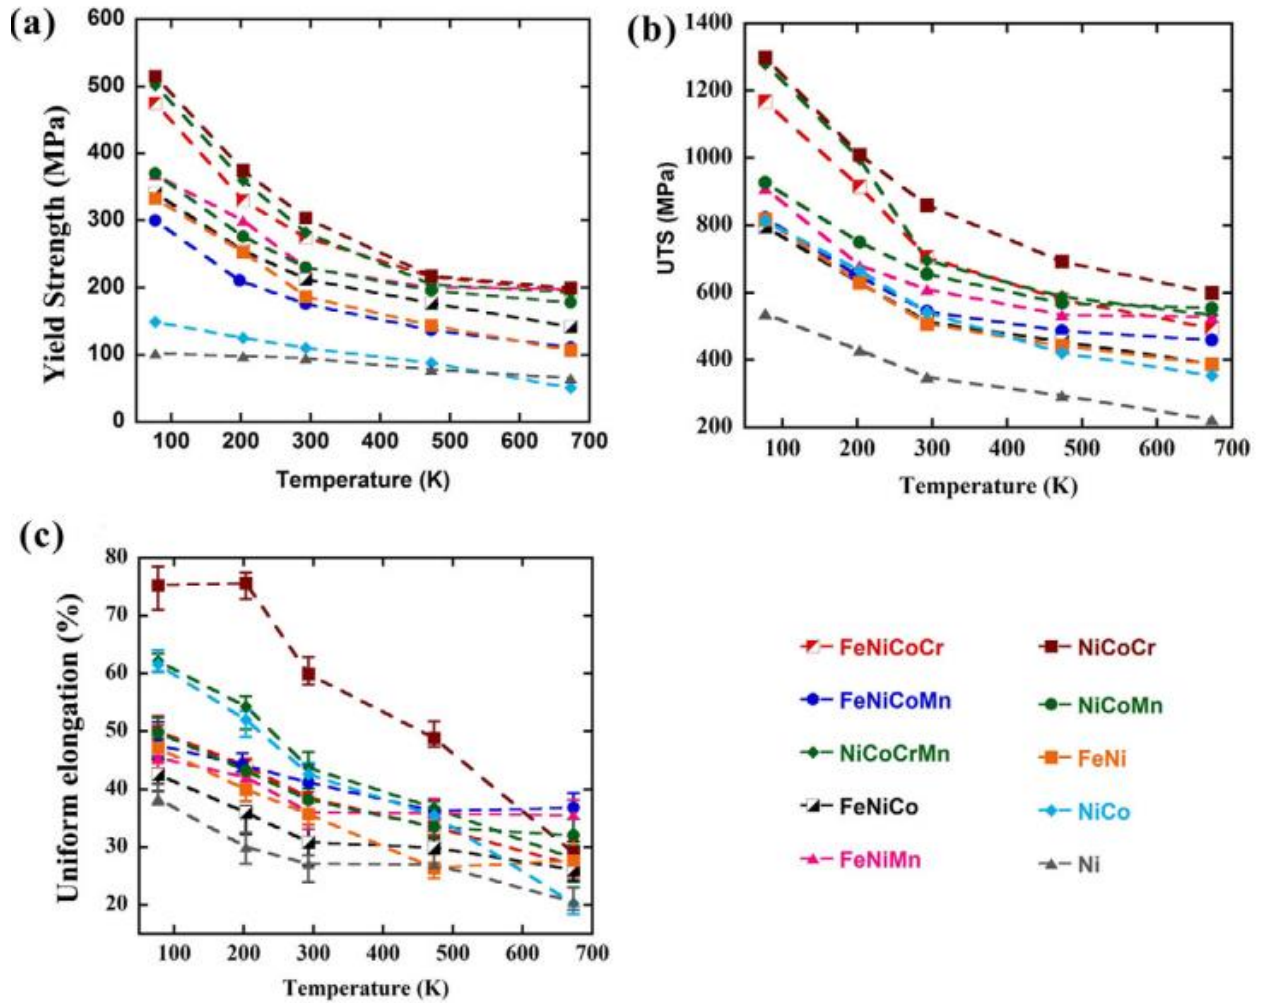 (a)
600
500
400
300
200
100
0
Yield Strength (MPa)
100 200 300 400 500 600 700
Temperature (K)
(b)
1400
1200
1000
800
600
400
200
UTS (MPa)
100 200 300 400 500 600 700
Temperature (K)
(c)
80
70
60
50
40
30
20
Uniform elongation (%)
100 200 300 400 500 600 700
Temperature (K)
FeNiCoCr
FeNiCoMn
NiCoCrMn
FeNiCo
FeNiMn
NiCoCr
NiCoMn
FeNi
NiCo
Ni